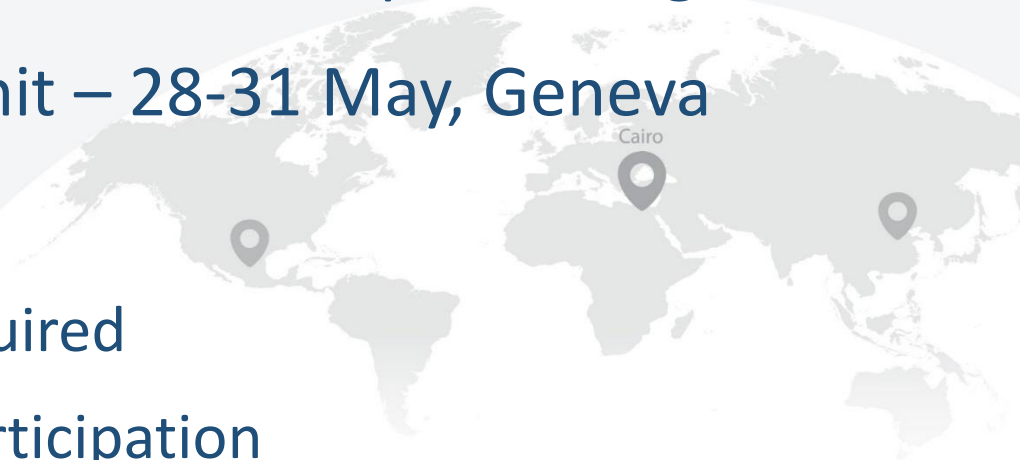 nit – 28-31 May, Geneva
Cairo
uired
rticipation